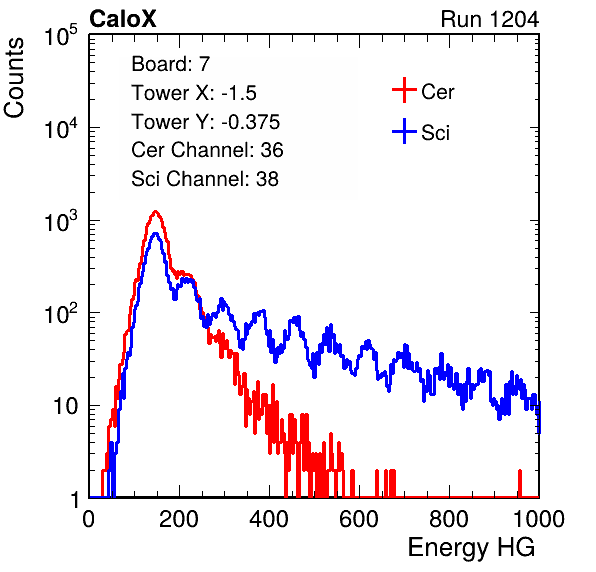 CaloX Run 1204
Counts
10^5
10^4
10^3
10^2
10
1
Board: 7
Tower X: -1.5
Tower Y: -0.375
Cer Channel: 36
Sci Channel: 38
Cer
Sci
0 200 400 600 800 1000
Energy HG